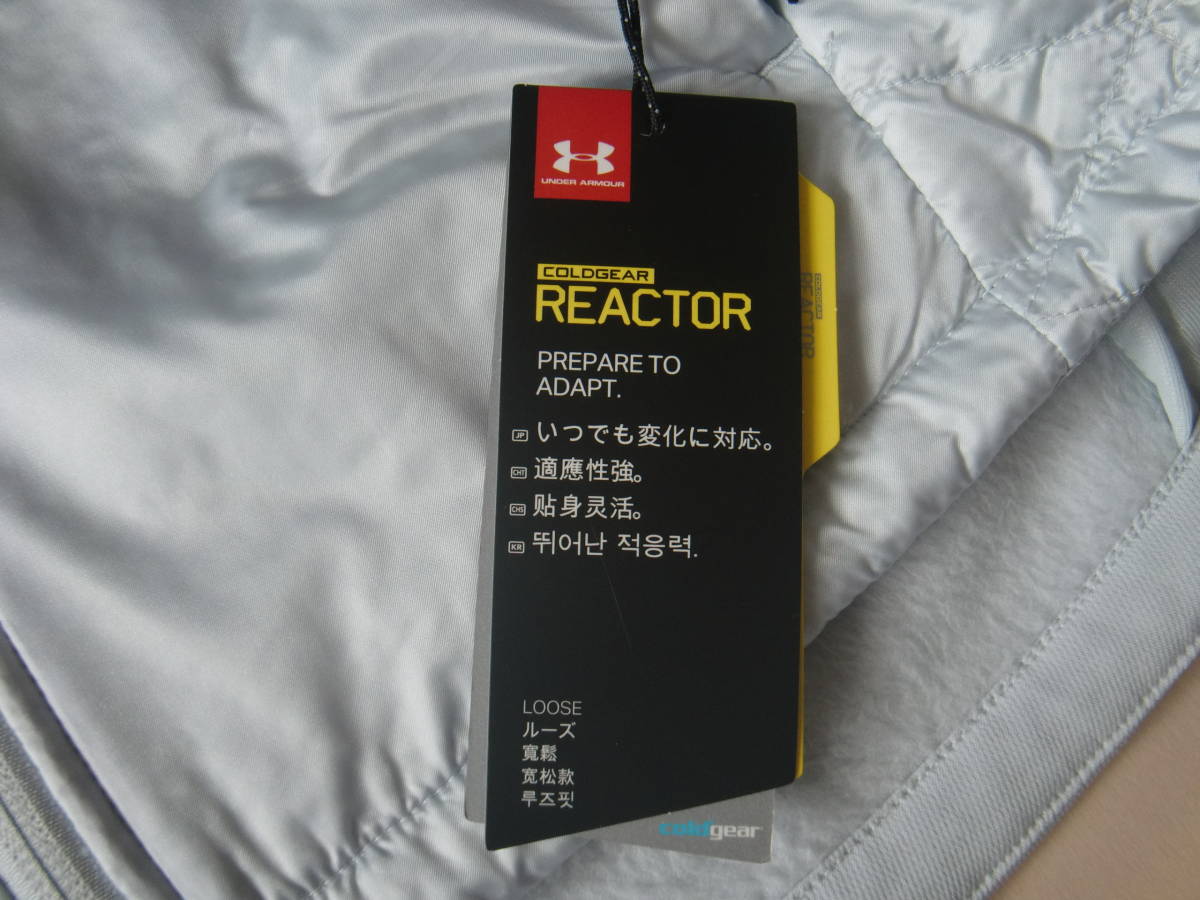 UNDER ARMOUR
COLDGEAR
REACTOR
PREPARE TO
ADAPT.
JP いつでも変化に対応。
CHT 適應性強。
CHS 贴身灵活。
KR 뛰어난 적응력.
LOOSE
ルーズ
寬鬆
宽松款
루즈핏
COLDGEAR
REACTOR
coldgear